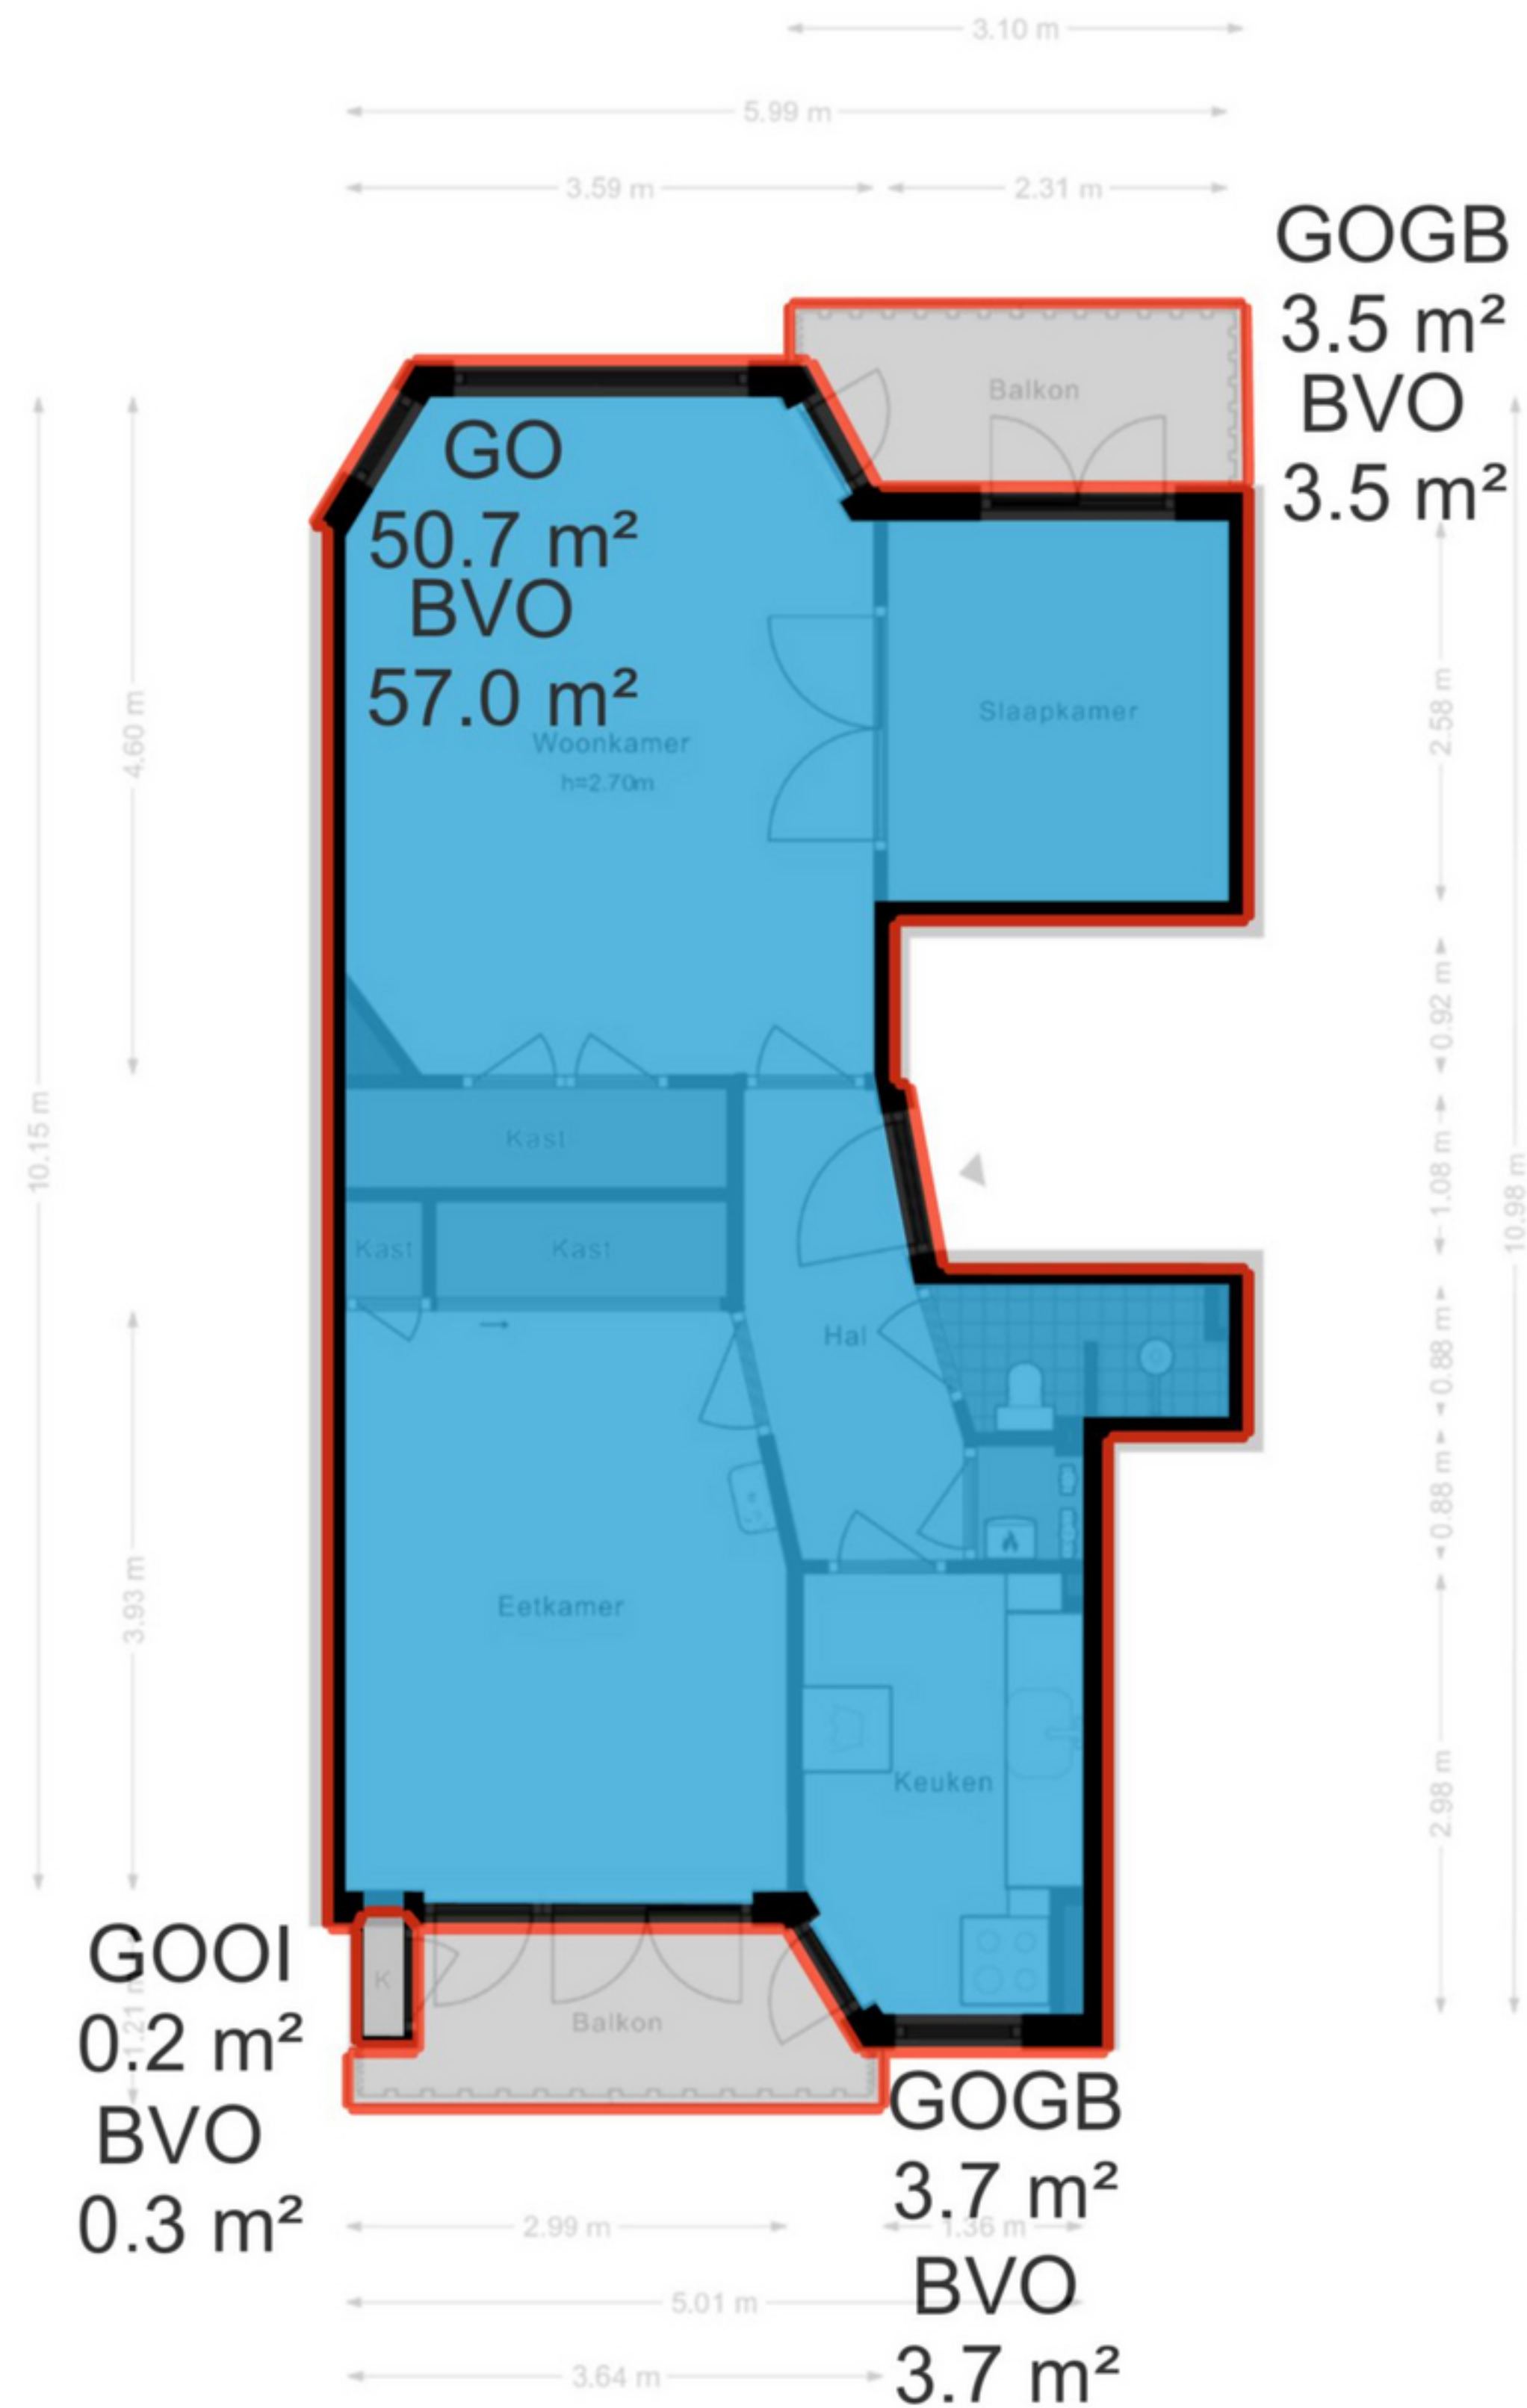 3.10 m
5.99 m
3.59 m
2.31 m
GOGB
3.5 m²
BVO
3.5 m²
Balkon
GO
50.7 m²
BVO
57.0 m²
Woonkamer
h=2.70m
Slaapkamer
4.60 m
2.58 m
0.92 m
10.15 m
1.08 m
10.98 m
Kast
Kast
Kast
Hal
0.88 m
0.88 m
3.93 m
Eetkamer
Keuken
2.98 m
GOOI
0.2 m²
BVO
0.3 m²
1.21 m
K
Balkon
GOGB
3.7 m²
BVO
3.7 m²
2.99 m
1.36 m
5.01 m
3.64 m